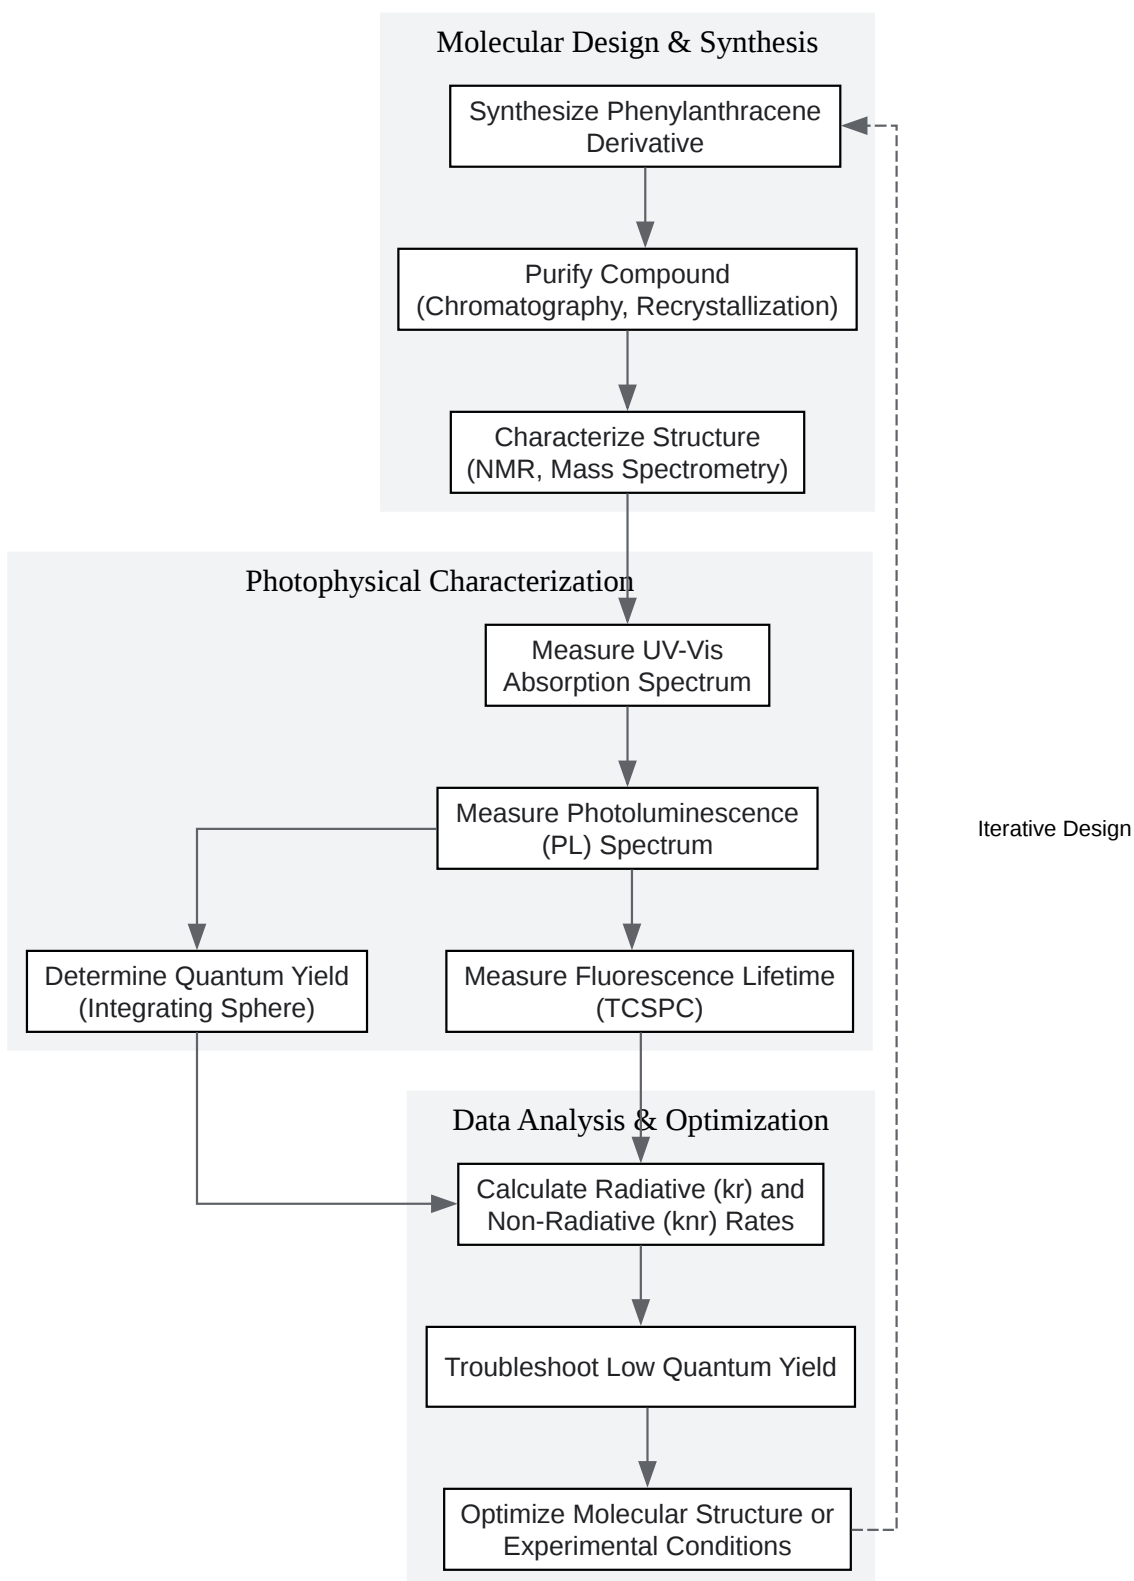 Molecular Design & Synthesis
Synthesize Phenylanthracene
Derivative
Purify Compound
(Chromatography, Recrystallization)
Characterize Structure
(NMR, Mass Spectrometry)
Photophysical Characterization
Measure UV-Vis
Absorption Spectrum
Measure Photoluminescence
(PL) Spectrum
Iterative Design
Determine Quantum Yield
(Integrating Sphere)
Measure Fluorescence Lifetime
(TCSPC)
Data Analysis & Optimization
Calculate Radiative (kr) and
Non-Radiative (knr) Rates
Troubleshoot Low Quantum Yield
Optimize Molecular Structure or
Experimental Conditions